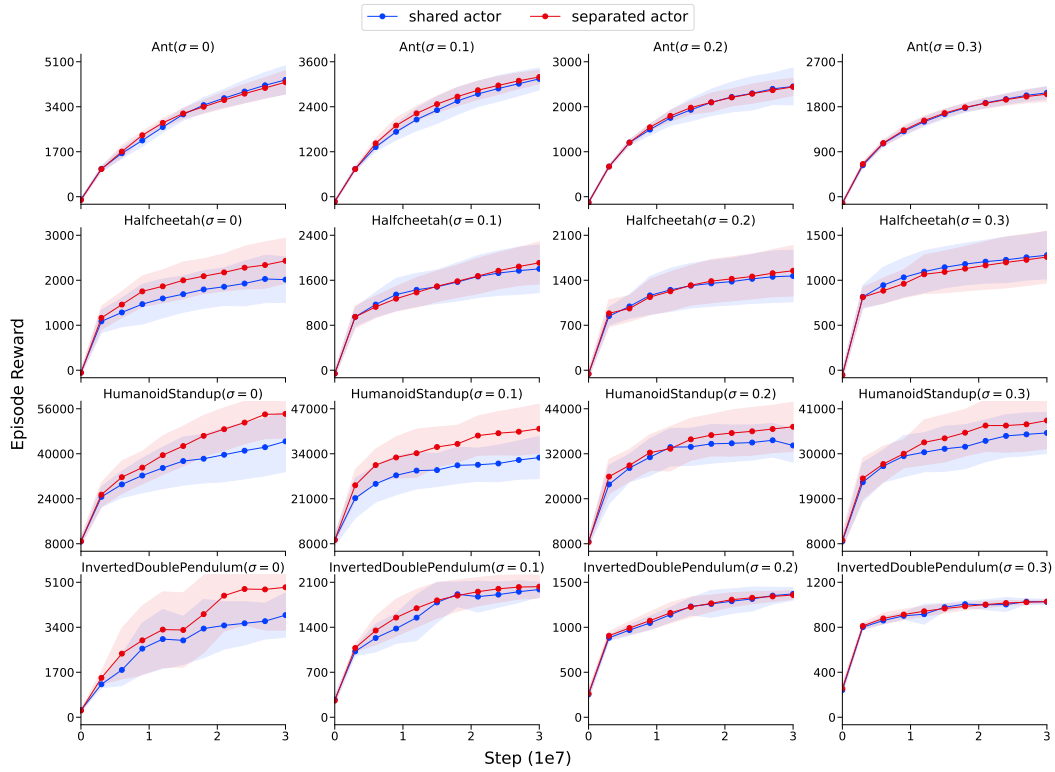 shared actor separated actor
Ant(σ = 0) Ant(σ = 0.1) Ant(σ = 0.2) Ant(σ = 0.3)
5100 3600 3000 2700
3400 2400 2000 1800
1700 1200 1000 900
0 0 0 0
Halfcheetah(σ = 0) Halfcheetah(σ = 0.1) Halfcheetah(σ = 0.2) Halfcheetah(σ = 0.3)
3000 2400 2100 1500
2000 1600 1400 1000
1000 800 700 500
0 0 0 0
Episode Reward
HumanoidStandup(σ = 0) HumanoidStandup(σ = 0.1) HumanoidStandup(σ = 0.2) HumanoidStandup(σ = 0.3)
56000 47000 44000 41000
40000 34000 32000 30000
24000 21000 20000 19000
8000 8000 8000 8000
InvertedDoublePendulum(σ = 0) InvertedDoublePendulum(σ = 0.1) InvertedDoublePendulum(σ = 0.2) InvertedDoublePendulum(σ = 0.3)
5100 2100 1500 1200
3400 1400 1000 800
1700 700 500 400
0 0 0 0
0 1 2 3 0 1 2 3 0 1 2 3 0 1 2 3
Step (1e7)